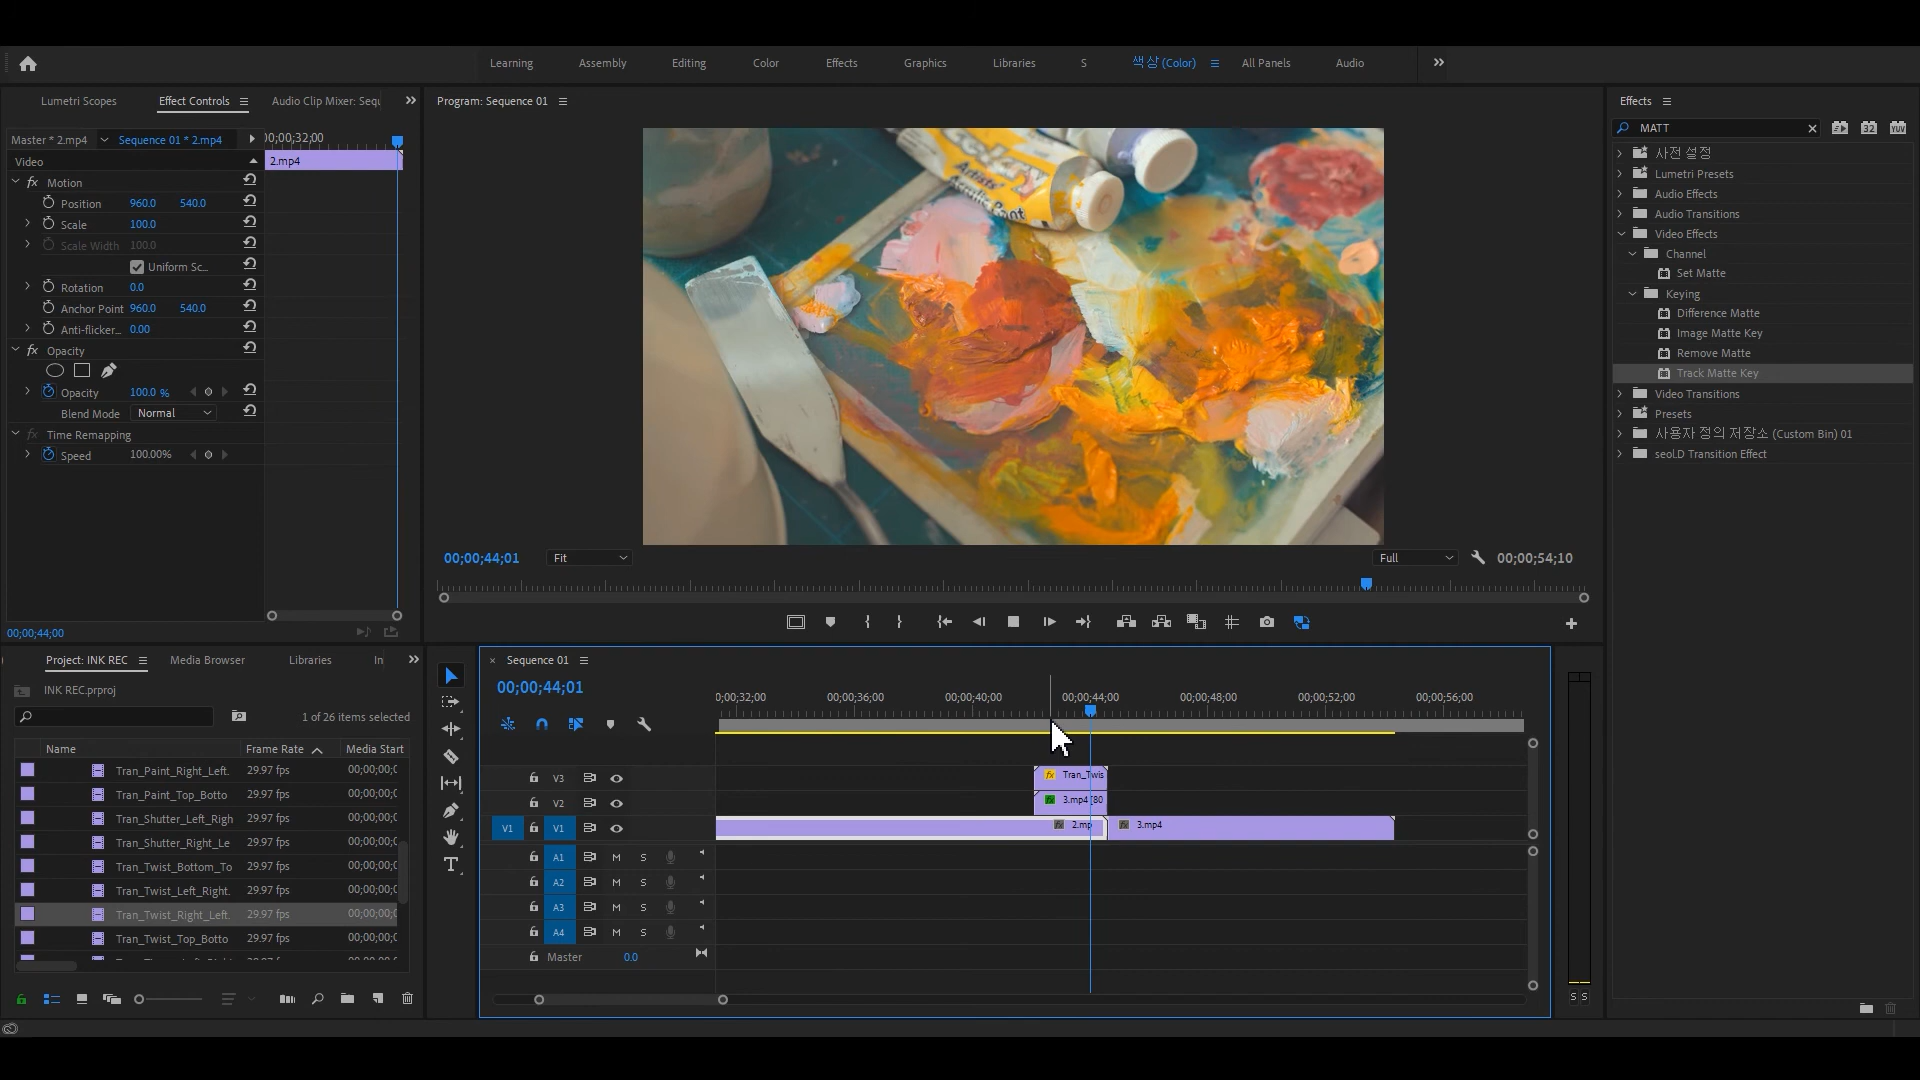 Learning Assembly Editing Color Effects Graphics Libraries S 색상 (Color) All Panels Audio
Lumetri Scopes Effect Controls Audio Clip Mixer: Sequ
Master * 2.mp4 Sequence 01 * 2.mp4
Video
Motion
Position 960.0 540.0
Scale 100.0
Scale Width 100.0
Uniform Sc...
Rotation 0.0
Anchor Point 960.0 540.0
Anti-flicker... 0.00
Opacity
Opacity 100.0 %
Blend Mode Normal
Time Remapping
Speed 100.00%
00;00;44;00
0;00;32;00
2.mp4
Program: Sequence 01
Artists'
Acrylic Paint
00;00;44;01 Fit Full 00;00;54;10
Effects
MATT
32 YUV
사전 설정
Lumetri Presets
Audio Effects
Audio Transitions
Video Effects
Channel
Set Matte
Keying
Difference Matte
Image Matte Key
Remove Matte
Track Matte Key
Video Transitions
Presets
사용자 정의 저장소 (Custom Bin) 01
seol.D Transition Effect
Project: INK REC Media Browser Libraries In
INK REC.prproj
1 of 26 items selected
Name Frame Rate Media Start
Tran_Paint_Right_Left. 29.97 fps 00;00;00;0
Tran_Paint_Top_Botto 29.97 fps 00;00;00;0
Tran_Shutter_Left_Righ 29.97 fps 00;00;00;0
Tran_Shutter_Right_Le 29.97 fps 00;00;00;0
Tran_Twist_Bottom_To 29.97 fps 00;00;00;0
Tran_Twist_Left_Right. 29.97 fps 00;00;00;0
Tran_Twist_Right_Left. 29.97 fps 00;00;00;0
Tran_Twist_Top_Botto 29.97 fps 00;00;00;0
Sequence 01
00;00;44;01
0;00;32;00 00;00;36;00 00;00;40;00 00;00;44;00 00;00;48;00 00;00;52;00 00;00;56;00
V3 Tran_Twis
V2 3.mp4 [80
V1 V1 2.mp 3.mp4
A1 M S
A2 M S
A3 M S
A4 M S
Master 0.0
S S